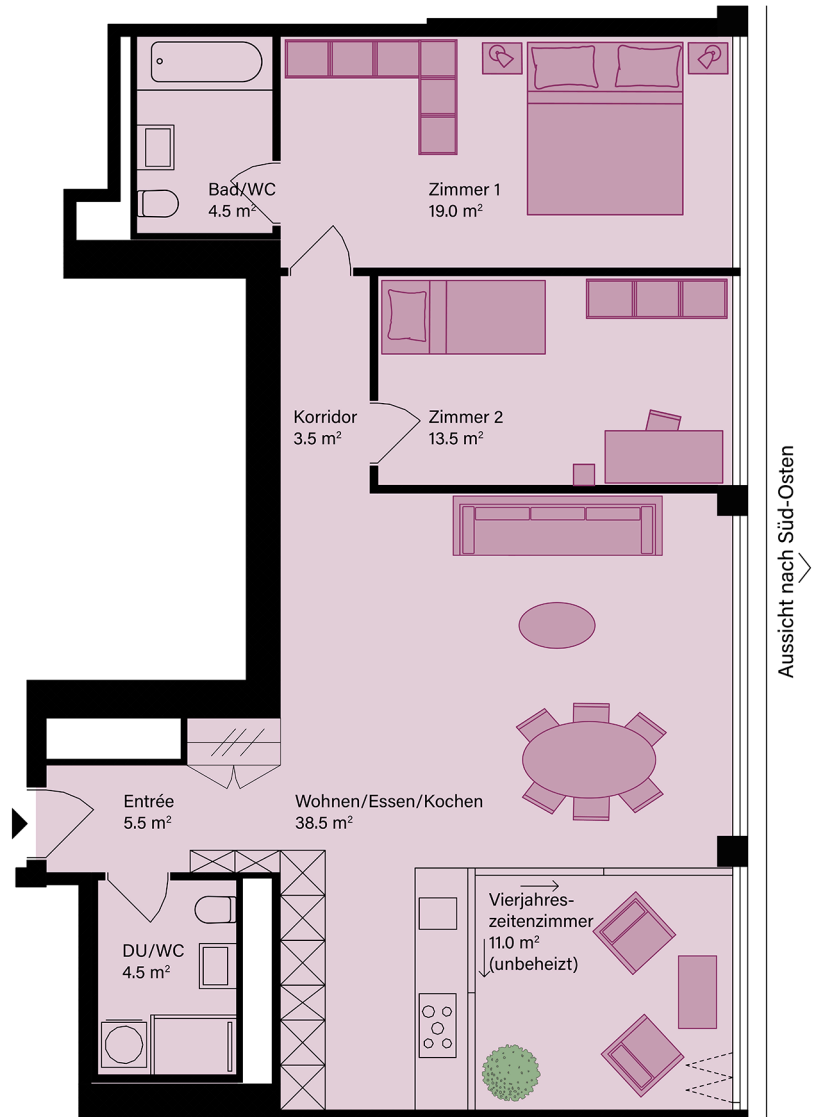 Bad/WC
4.5 m²
Zimmer 1
19.0 m²
Korridor
3.5 m²
Zimmer 2
13.5 m²
Aussicht nach Süd-Osten
Entrée
5.5 m²
Wohnen/Essen/Kochen
38.5 m²
Vierjahres-
zeitenzimmer
11.0 m²
(unbeheizt)
DU/WC
4.5 m²